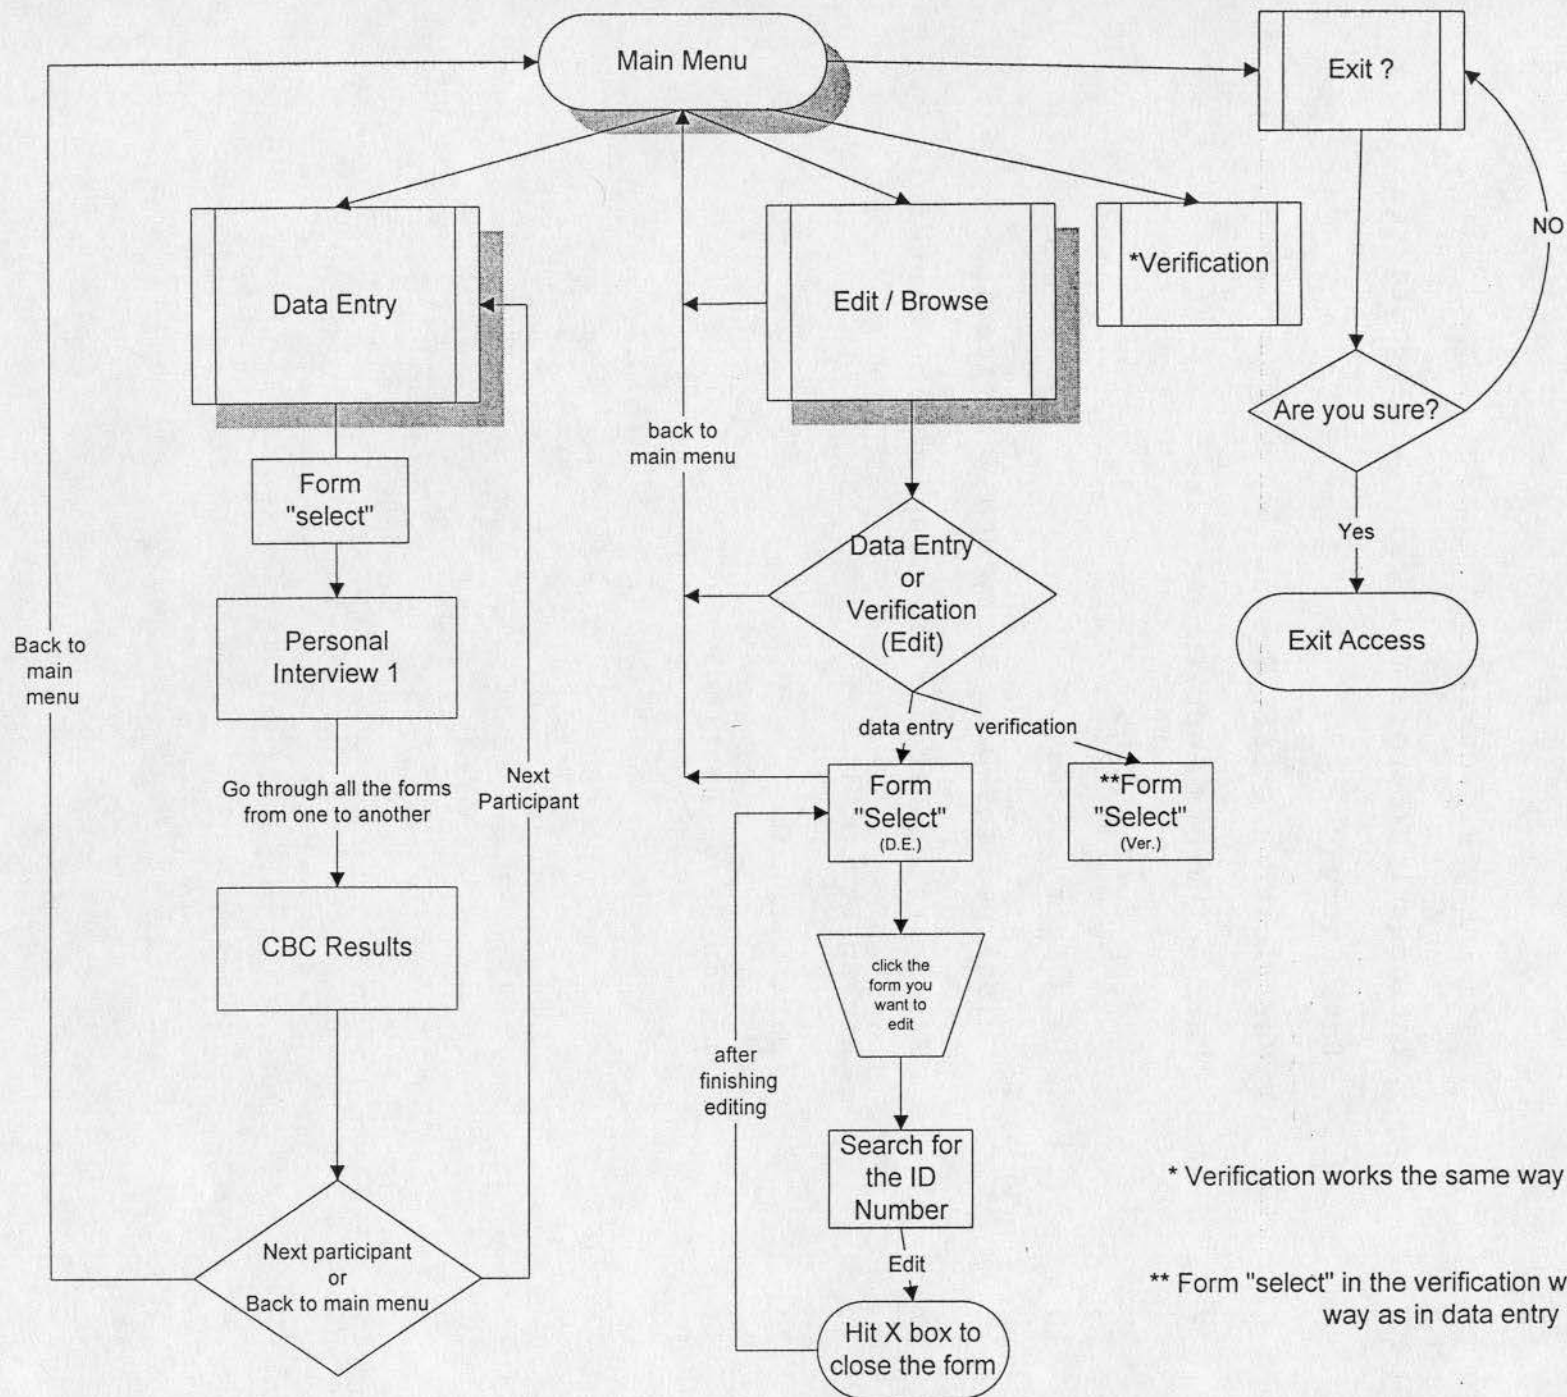 Main Menu
Exit ?
NO
Data Entry
Edit / Browse
*Verification
Are you sure?
Yes
Exit Access
Form
"select"
back to
main menu
Data Entry
or
Verification
(Edit)
Personal
Interview 1
Back to
main
menu
data entry
verification
Go through all the forms
from one to another
Next
Participant
Form
"Select"
(D.E.)
**Form
"Select"
(Ver.)
CBC Results
click the
form you
want to
edit
after
finishing
editing
Search for
the ID
Number
Edit
Hit X box to
close the form
Next participant
or
Back to main menu
* Verification works the same way
** Form "select" in the verification
way as in data entry